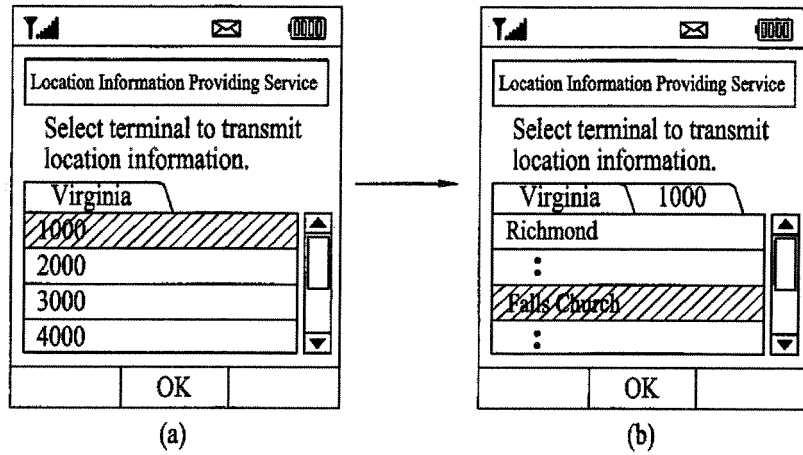 Location Information Providing Service
Select terminal to transmit
location information.
Virginia
1000
2000
3000
4000
OK
(a)
Location Information Providing Service
Select terminal to transmit
location information.
Virginia 1000
Richmond
:
Falls Church
:
OK
(b)